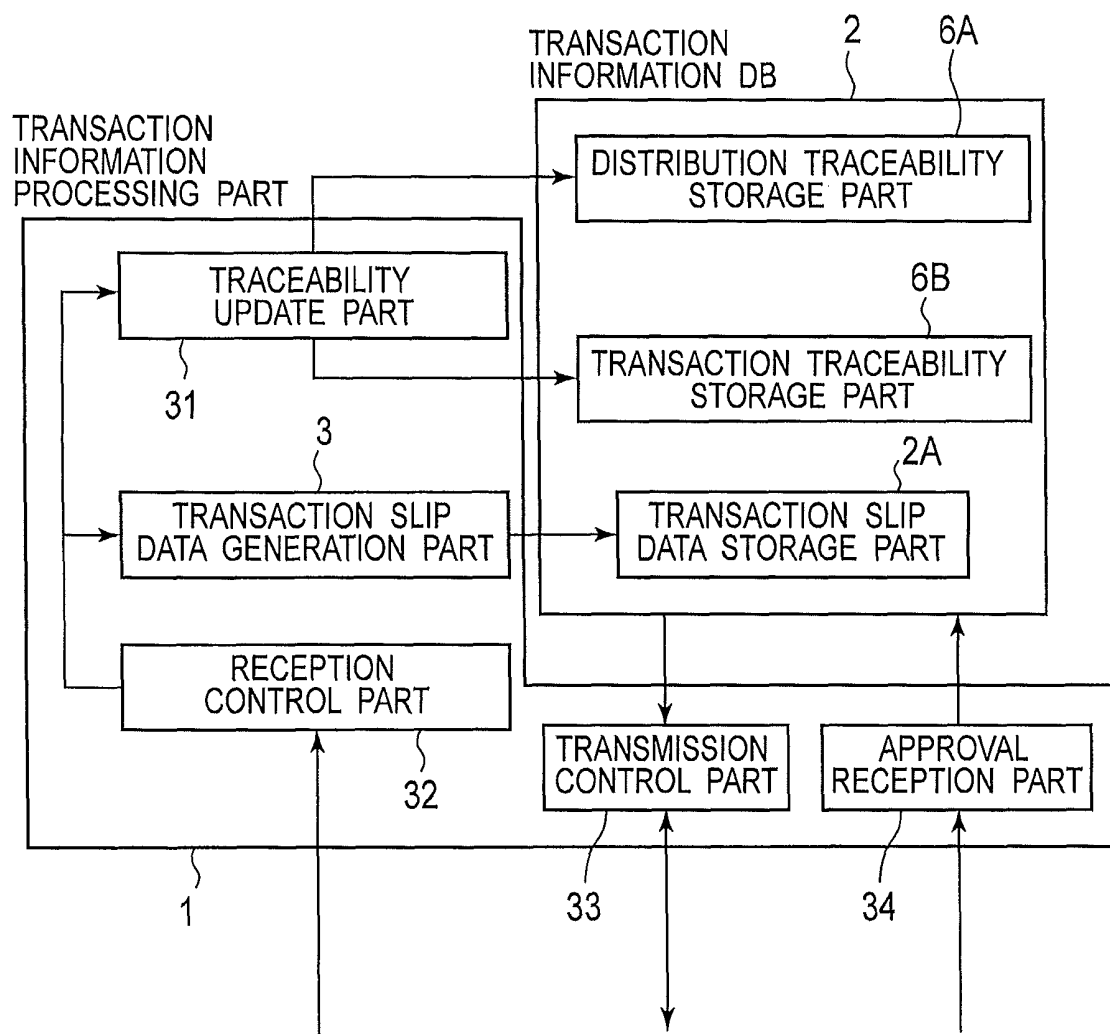 TRANSACTION
INFORMATION DB
2
6A
TRANSACTION
INFORMATION
PROCESSING PART
DISTRIBUTION TRACEABILITY
STORAGE PART
TRACEABILITY
UPDATE PART
31
6B
TRANSACTION TRACEABILITY
STORAGE PART
3
TRANSACTION SLIP
DATA GENERATION PART
2A
TRANSACTION SLIP
DATA STORAGE PART
RECEPTION
CONTROL PART
32
TRANSMISSION
CONTROL PART
33
APPROVAL
RECEPTION PART
34
1